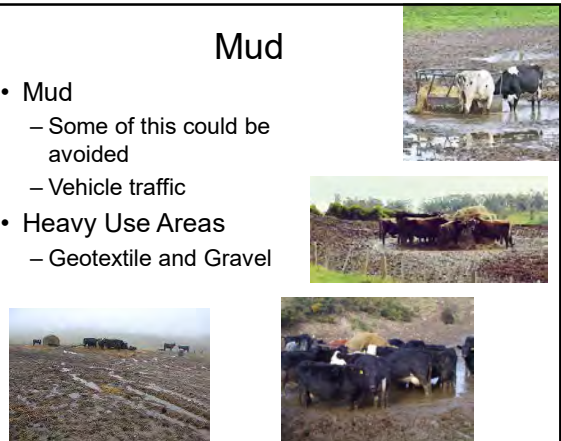 Mud
• Mud
– Some of this could be
avoided
– Vehicle traffic
• Heavy Use Areas
– Geotextile and Gravel